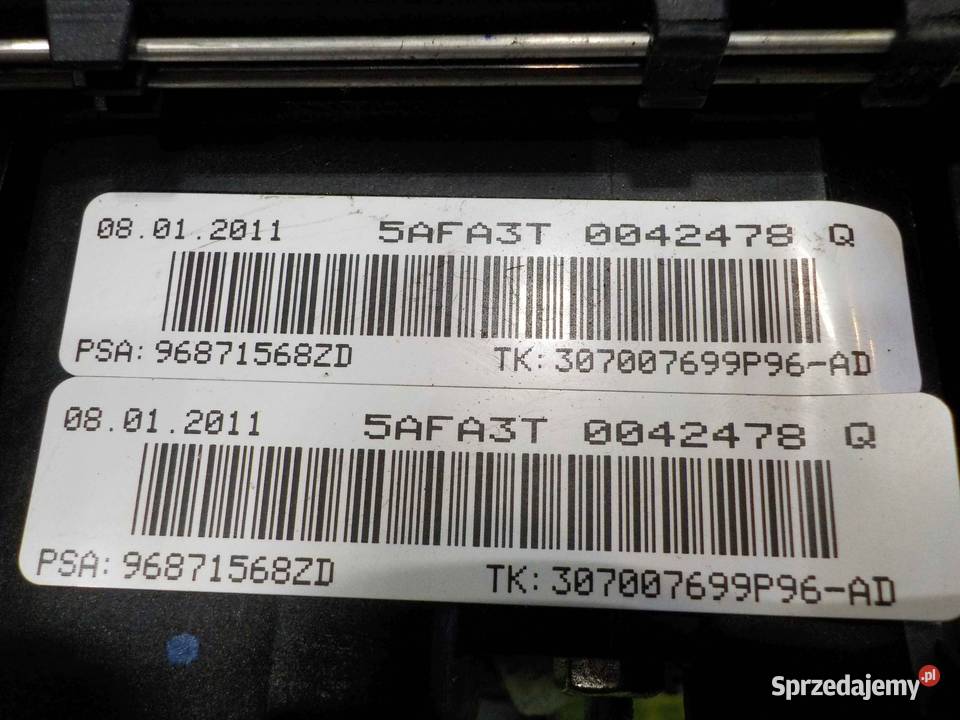 08.01.2011 5AFA3T 0042478 Q
PSA: 96871568ZD TK: 307007699P96-AD
08.01.2011 5AFA3T 0042478 Q
PSA: 96871568ZD TK: 307007699P96-AD
Sprzedajemy.pl